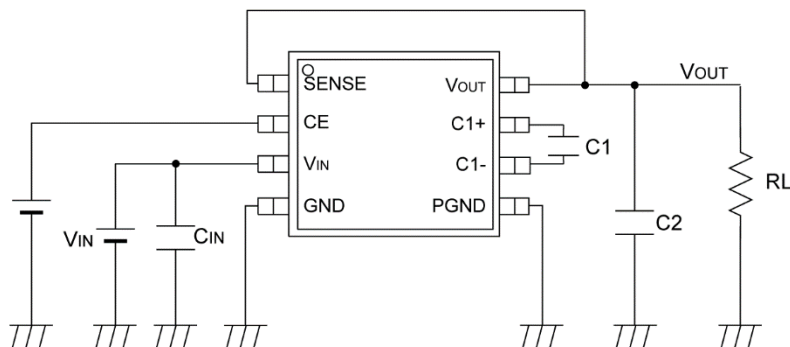 SENSE
VOUT
VOUT
CE
C1+
C1
VIN
C1-
RL
GND
PGND
C2
VIN
CIN